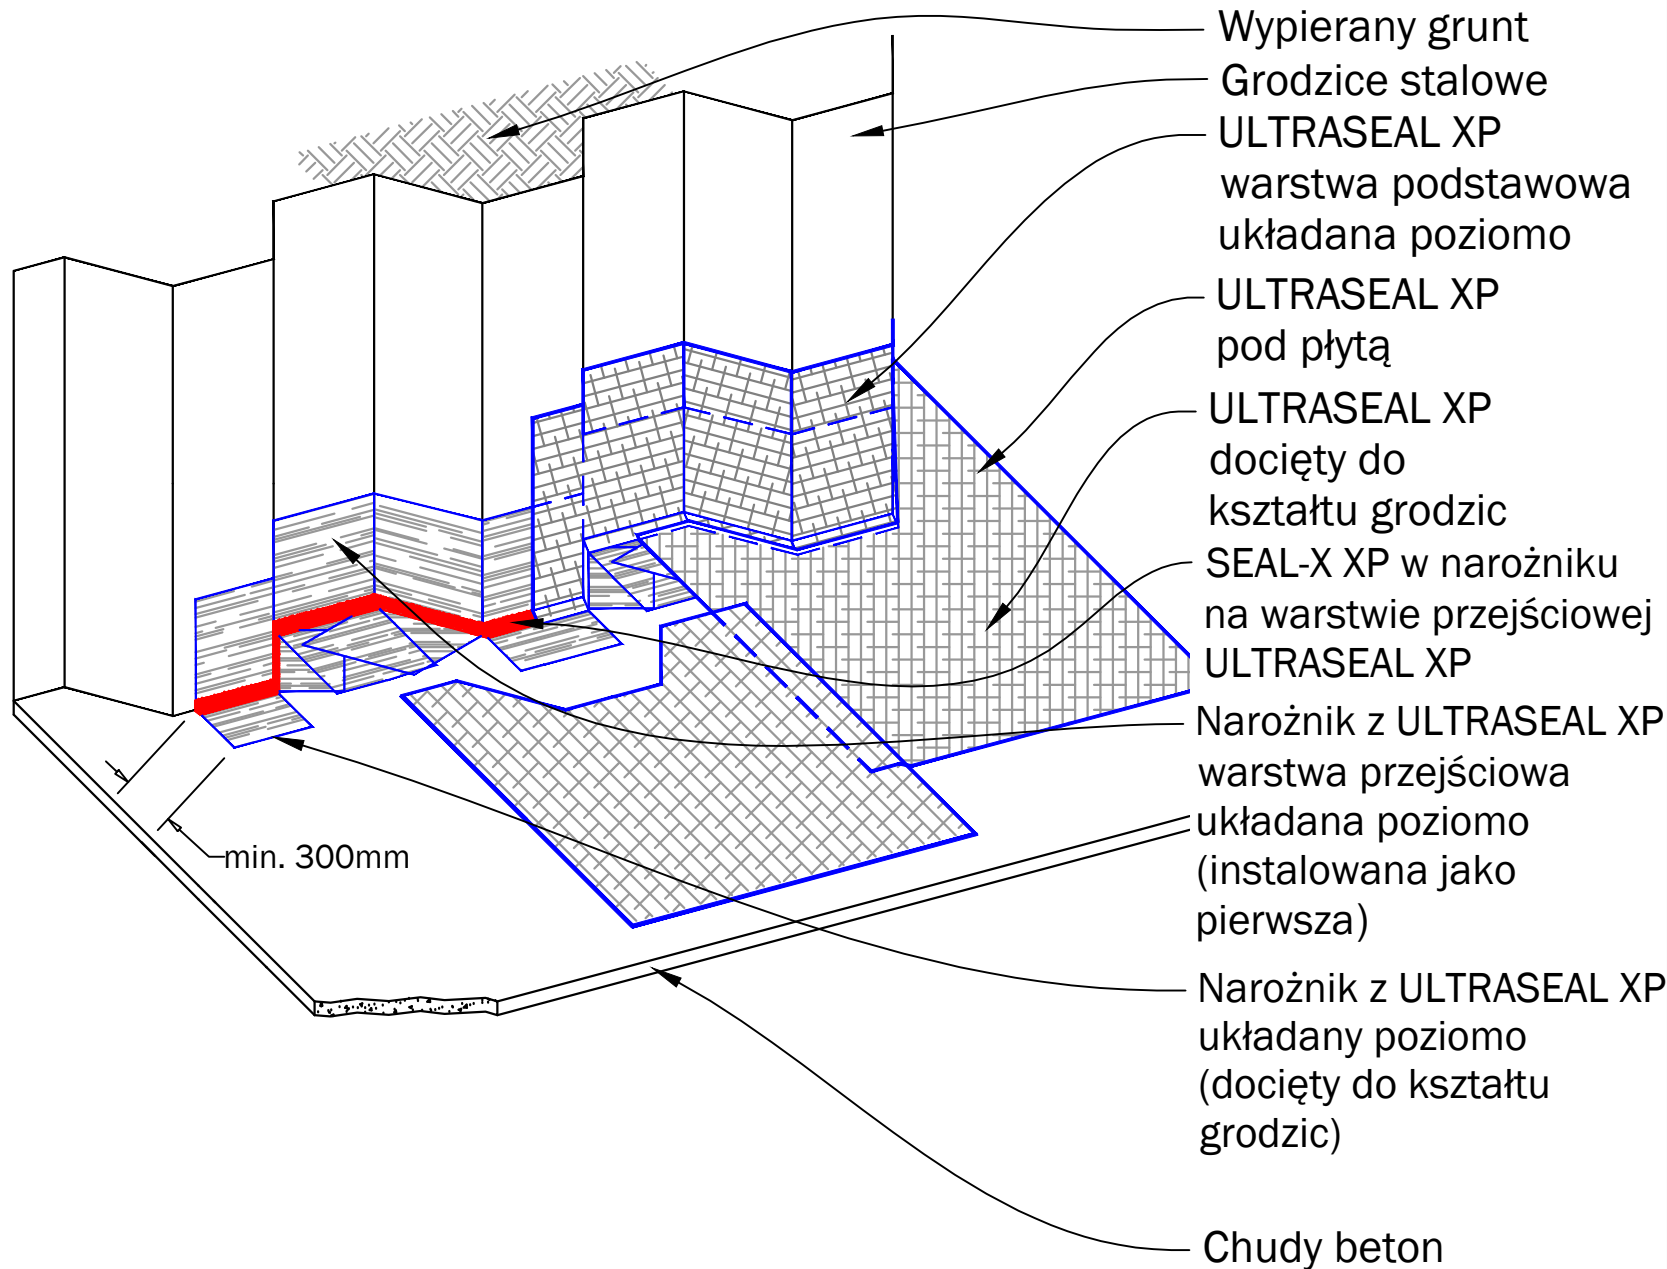 Wypierany grunt
Grodzice stalowe
ULTRASEAL XP
warstwa podstawowa
układana poziomo
ULTRASEAL XP
pod płytą
ULTRASEAL XP
docięty do
kształtu grodzic
SEAL-X XP w narożniku
na warstwie przejściowej
ULTRASEAL XP
Narożnik z ULTRASEAL XP
warstwa przejściowa
układana poziomo
(instalowana jako
pierwsza)
min. 300mm
Narożnik z ULTRASEAL XP
układany poziomo
(docięty do kształtu
grodzic)
Chudy beton